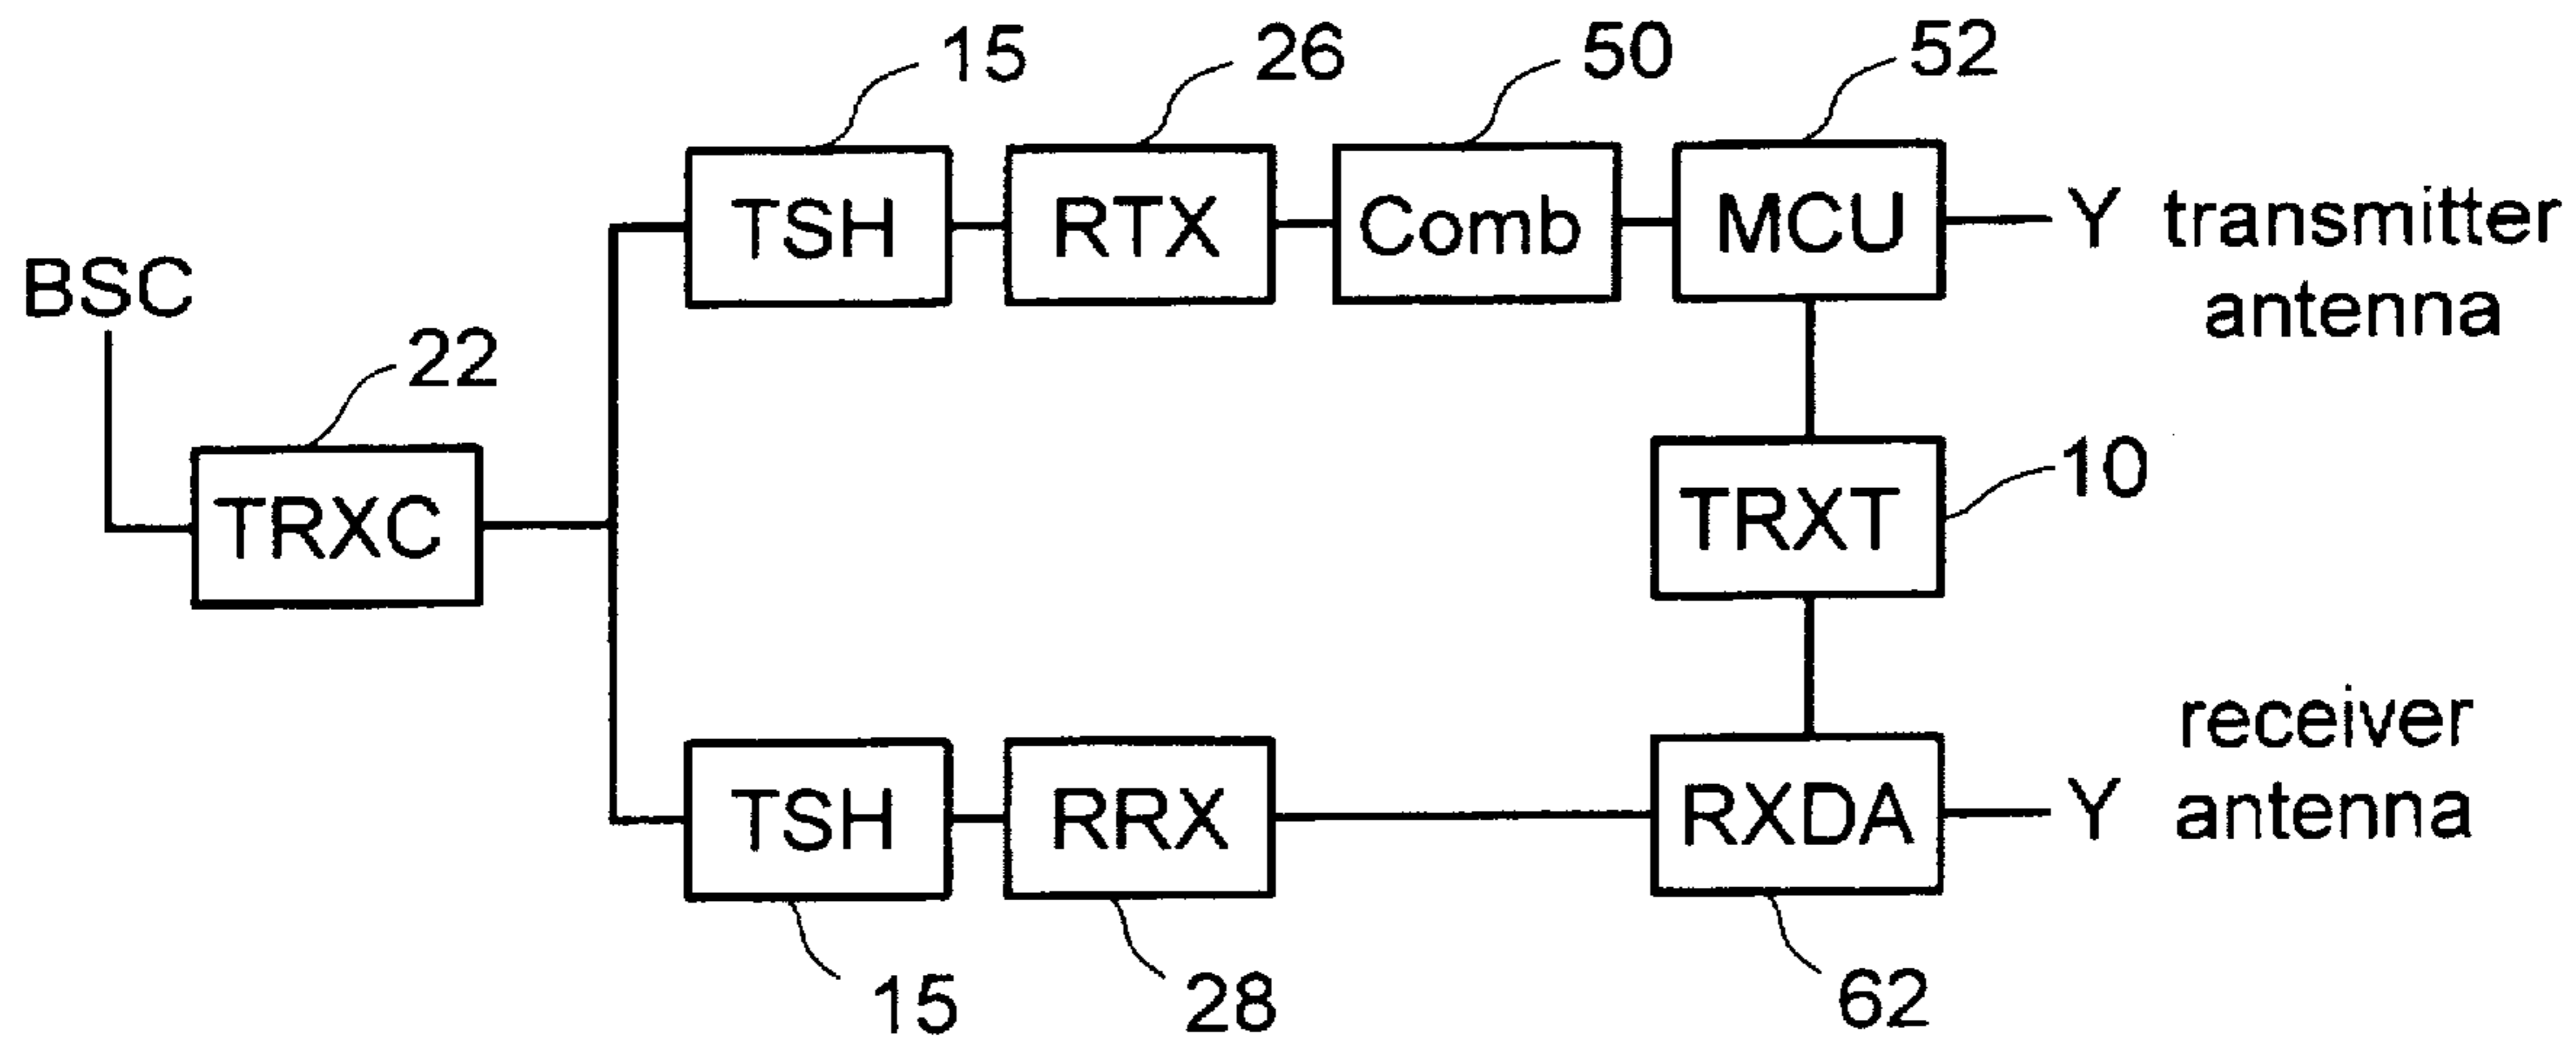 15
26
50
52
TSH
RTX
Comb
MCU
Y transmitter
antenna
BSC
22
TRXC
TRXT
10
TSH
RRX
RXDA
Y
receiver
antenna
15
28
62